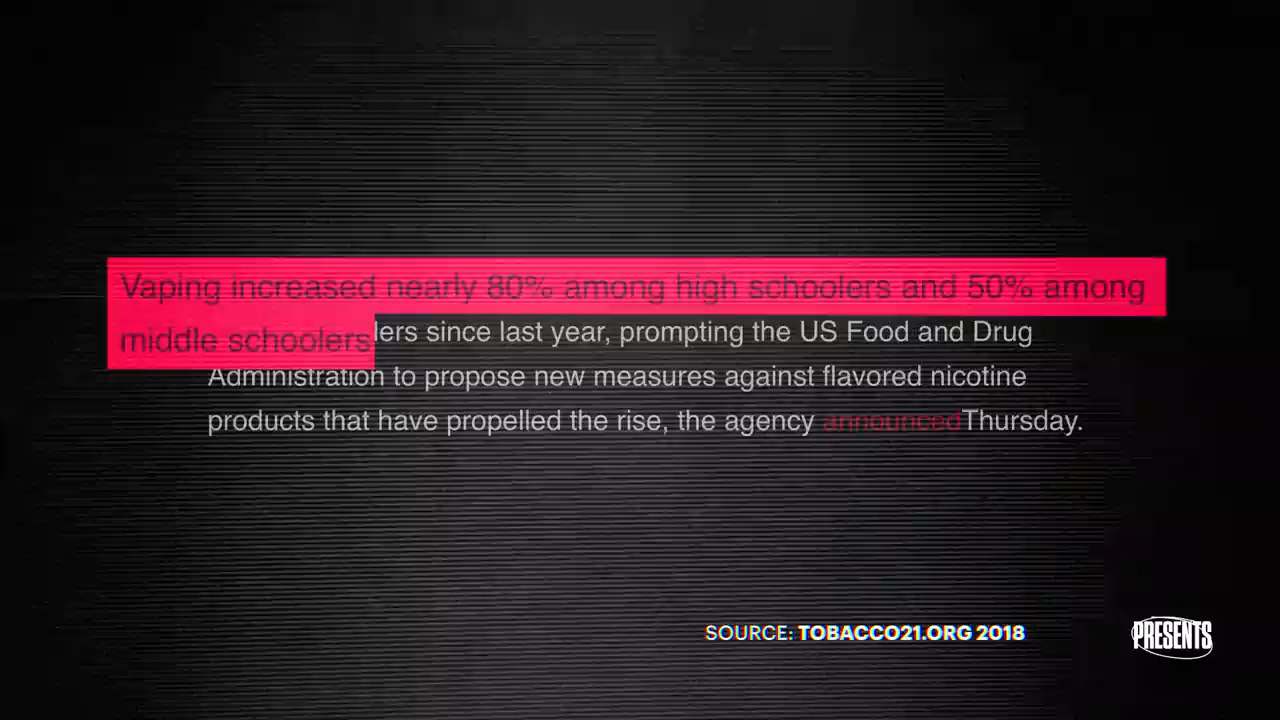 Vaping increased nearly 80% among high schoolers and 50% among
middle schoolers
lers since last year, prompting the US Food and Drug
Administration to propose new measures against flavored nicotine
products that have propelled the rise, the agency announcedThursday.
SOURCE: TOBACCO21.ORG 2018
PRESENTS